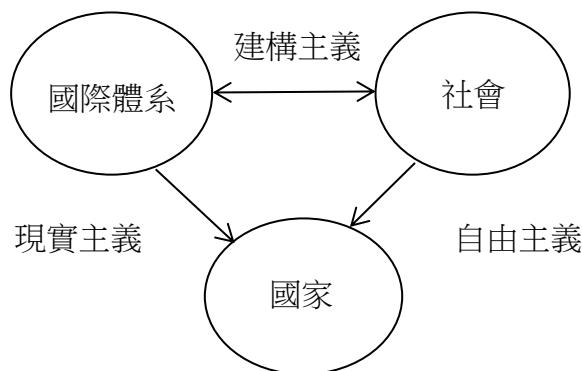 建構主義
國際體系
社會
現實主義
自由主義
國家